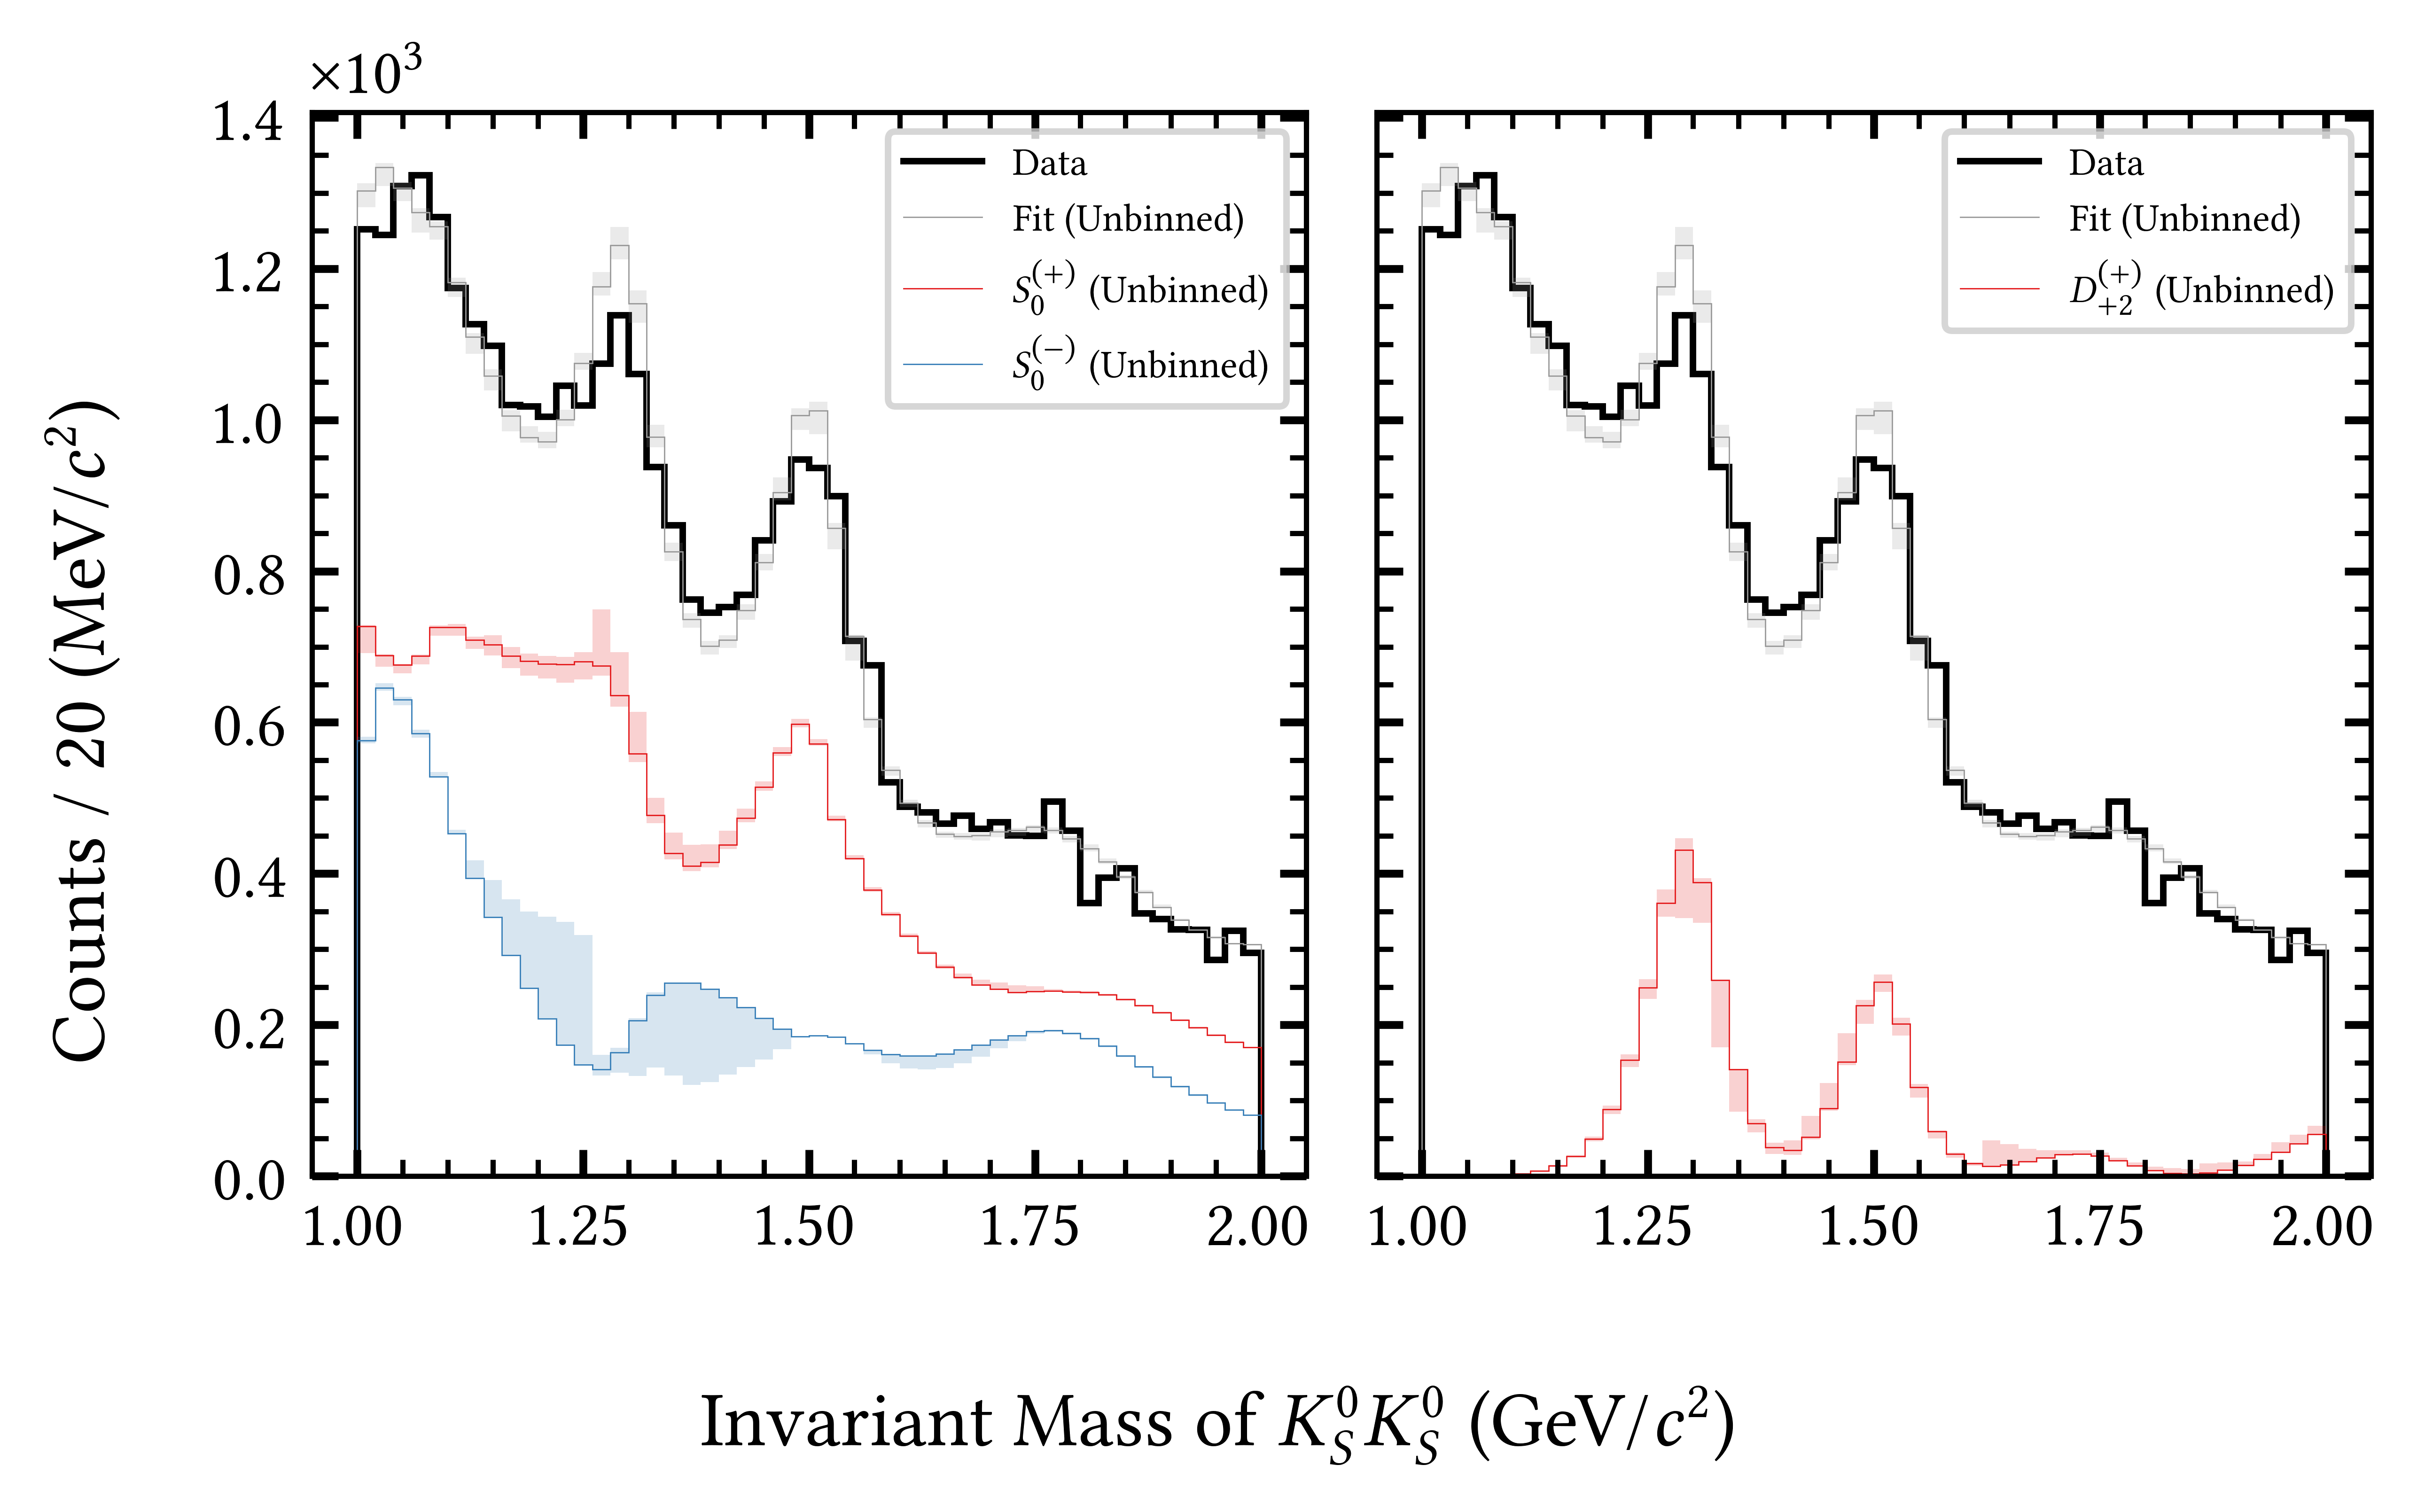 ×10³
1.4
1.2
1.0
0.8
0.6
0.4
0.2
0.0
Counts / 20 (MeV/c²)
Data
Fit (Unbinned)
S₀⁽⁺⁾ (Unbinned)
S₀⁽⁻⁾ (Unbinned)
1.00 1.25 1.50 1.75 2.00
Data
Fit (Unbinned)
D₊₂⁽⁺⁾ (Unbinned)
1.00 1.25 1.50 1.75 2.00
Invariant Mass of K_S^0 K_S^0 (GeV/c²)